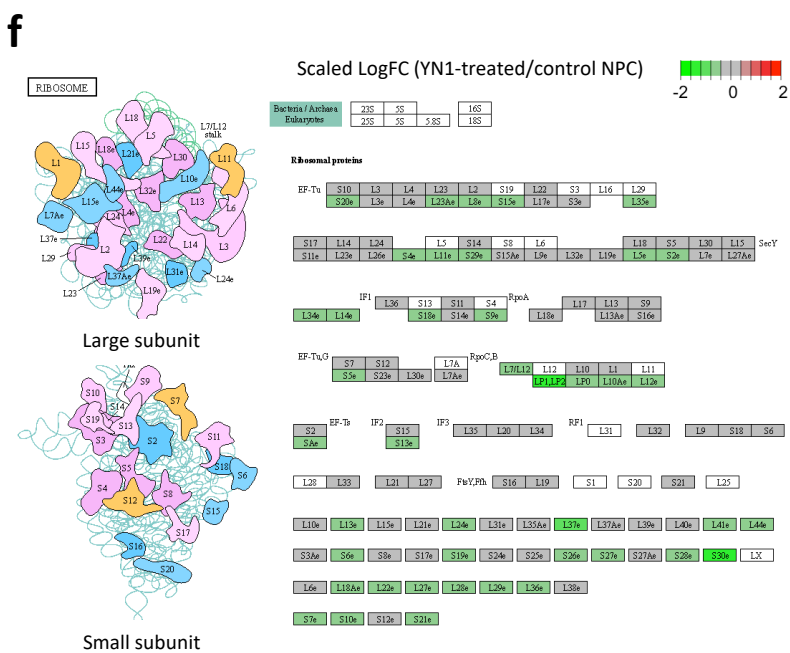 f
Scaled LogFC (YN1-treated/control NPC)
-2 0 2
RIBOSOME
L18
L5
L7/L12
stalk
L15
L18e
L21e
L30
L11
L1
L10e
L44e
L32e
L13
L15e
L6
L7Ae
L24
L4e
L37e
L2
L22
L14
L3
L29
L39e
L37Ae
L31e
L24e
L23
L19e
Large subunit
S9
S10
S7
S14
S19
S13
S11
S3
S2
S5
S18
S6
S4
S8
S12
S15
S17
S16
S20
Small subunit
Bacteria / Archaea 23S 5S 16S
Eukaryotes 25S 5S 5.8S 18S
Ribosomal proteins
EF-Tu S10 L3 L4 L23 L2 S19 L22 S3 L16 L29
S20e L3e L4e L23Ae L8e S15e L17e S3e L35e
S17 L14 L24 L5 S14 S8 L6 L18 S5 L30 L15 SecY
S11e L23e L26e S4e L11e S29e S15Ae L9e L32e L19e L5e S2e L7e L27Ae
IF1 L36 S13 S11 S4 RpoA L17 L13 S9
L34e L14e S18e S14e S9e L18e L13Ae S16e
EF-Tu,G S7 S12 L7A RpoC,B L7/L12 L12 L10 L1 L11
S5e S23e L30e L7Ae LP1,LP2 LP0 L10Ae L12e
S2 EF-Ts IF2 S15 IF3 L35 L20 L34 RF1 L31 L32 L9 S18 S6
SAe S13e
L28 L33 L21 L27 FtsY,Ffh S16 L19 S1 S20 S21 L25
L10e L13e L15e L21e L24e L31e L35Ae L37e L37Ae L39e L40e L41e L44e
S3Ae S6e S8e S17e S19e S24e S25e S26e S27e S27Ae S28e S30e LX
L6e L18Ae L22e L27e L28e L29e L36e L38e
S7e S10e S12e S21e